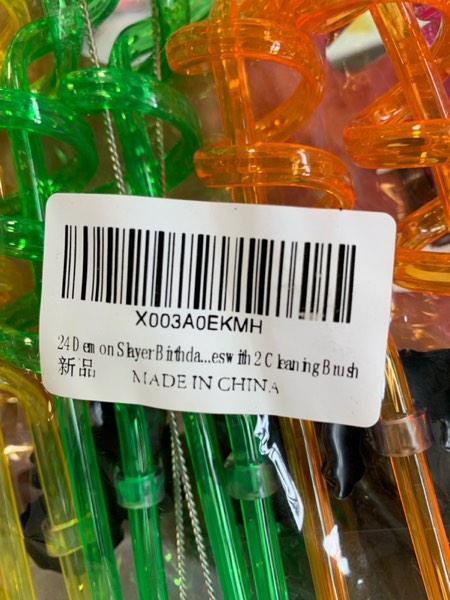 X003A0EKMH
24 Demon Slayer Birthda...es with 2 Cleaning Brush
新品
MADE IN CHINA